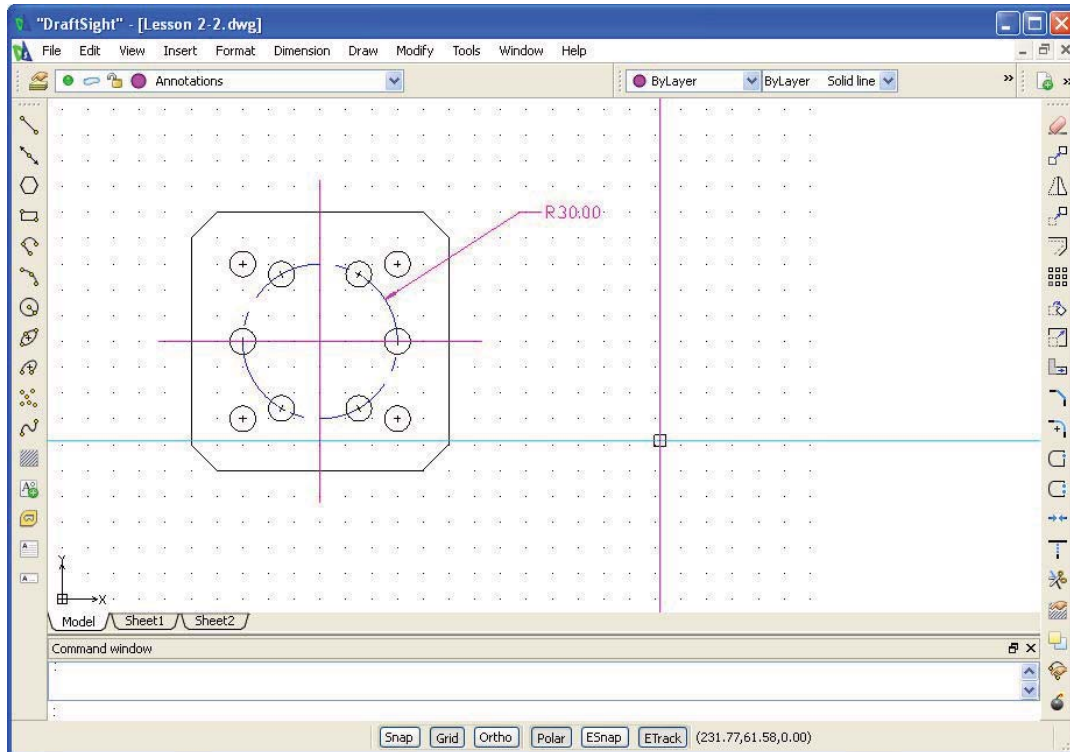 "DraftSight" - [Lesson 2-2.dwg]
File Edit View Insert Format Dimension Draw Modify Tools Window Help
Annotations ByLayer ByLayer Solid line
R30.00
Y
X
Model Sheet1 Sheet2
Command window
:
:
Snap Grid Ortho Polar ESnap ETrack (231.77,61.58,0.00)